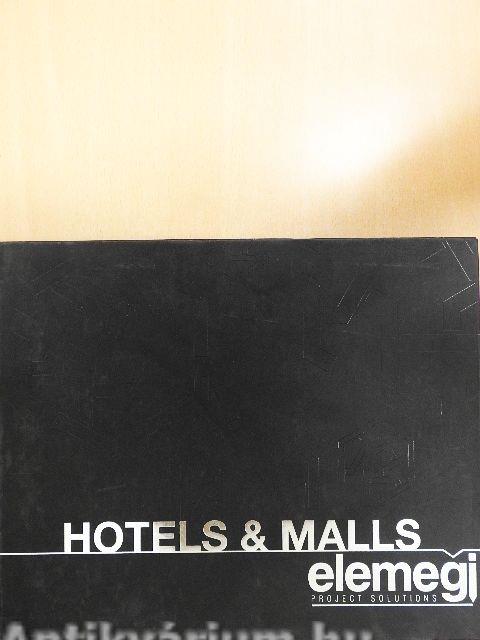 HOTELS & MALLS
elemegi
PROJECT SOLUTIONS
Antikvárium.hu